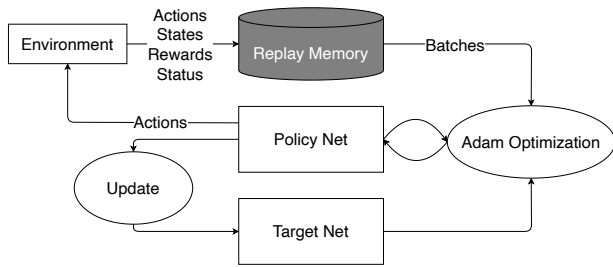 Actions
States
Rewards
Status
Environment
Replay Memory
Batches
Actions
Policy Net
Adam Optimization
Update
Target Net